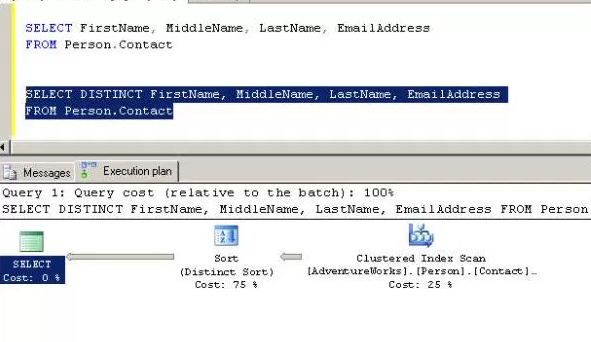 SELECT FirstName, MiddleName, LastName, EmailAddress
FROM Person.Contact
SELECT DISTINCT FirstName, MiddleName, LastName, EmailAddress
FROM Person.Contact
Messages
Execution plan
Query 1: Query cost (relative to the batch): 100%
SELECT DISTINCT FirstName, MiddleName, LastName, EmailAddress FROM Person
SELECT
Cost: 0 %
Sort
(Distinct Sort)
Cost: 75 %
Clustered Index Scan
[AdventureWorks].[Person].[Contact]…
Cost: 25 %